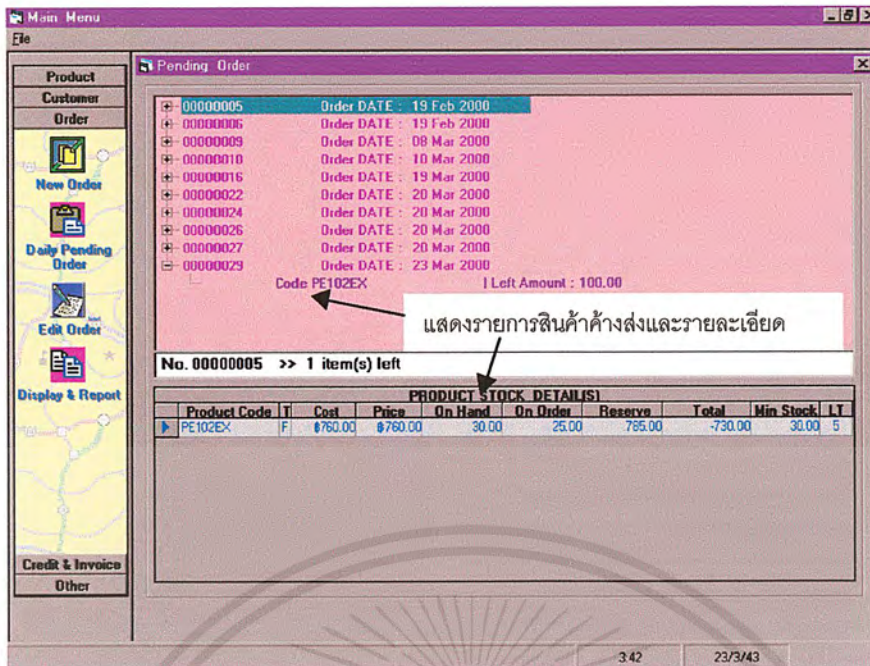 Main Menu
File
Product
Customer
Order
New Order
Daily Pending
Order
Edit Order
Display & Report
Credit & Invoice
Other
Pending Order
00000005 Order DATE : 19 Feb 2000
00000006 Order DATE : 19 Feb 2000
00000009 Order DATE : 08 Mar 2000
00000010 Order DATE : 10 Mar 2000
00000016 Order DATE : 19 Mar 2000
00000022 Order DATE : 20 Mar 2000
00000024 Order DATE : 20 Mar 2000
00000026 Order DATE : 20 Mar 2000
00000027 Order DATE : 20 Mar 2000
00000029 Order DATE : 23 Mar 2000
Code PE102EX | Left Amount : 100.00
แสดงรายการสินค้าค้างส่งและรายละเอียด
No. 00000005 >> 1 item(s) left
PRODUCT STOCK DETAIL(S)
Product Code T Cost Price On Hand On Order Reserve Total Min Stock LT
PE102EX F ฿760.00 ฿760.00 30.00 25.00 785.00 -730.00 30.00 5
3:42 23/3/43